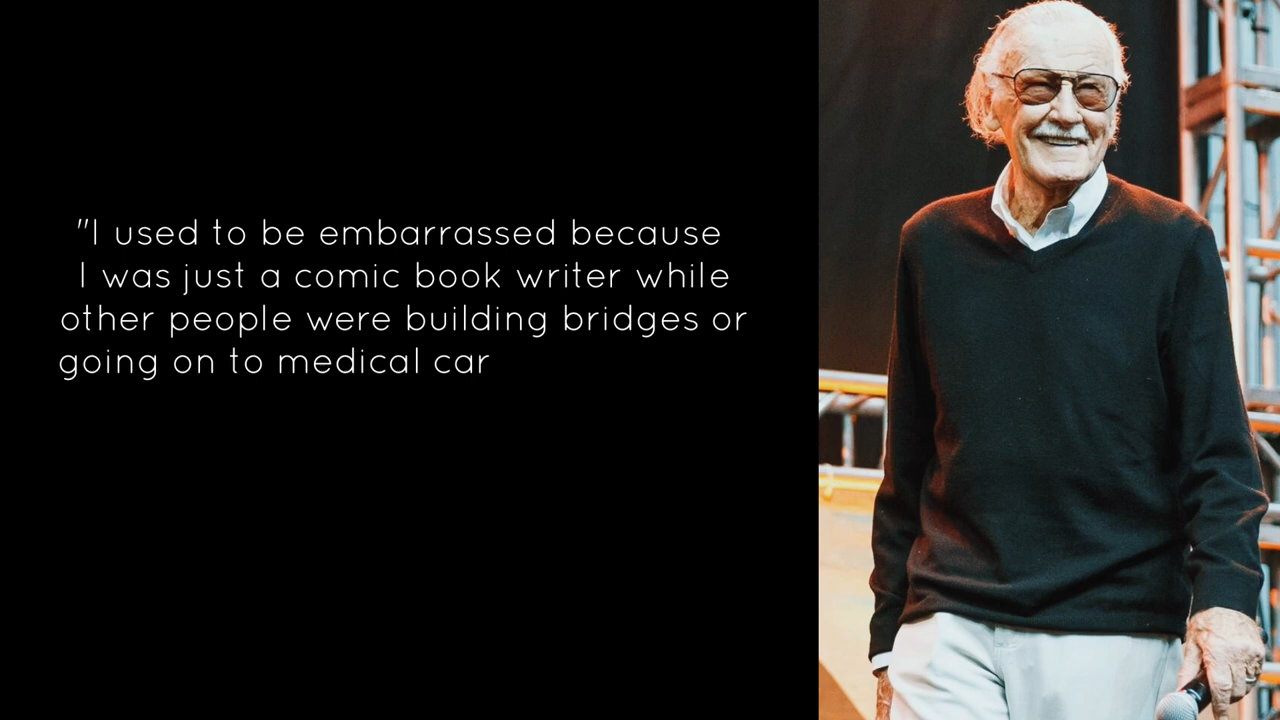 "I used to be embarrassed because
I was just a comic book writer while
other people were building bridges or
going on to medical car